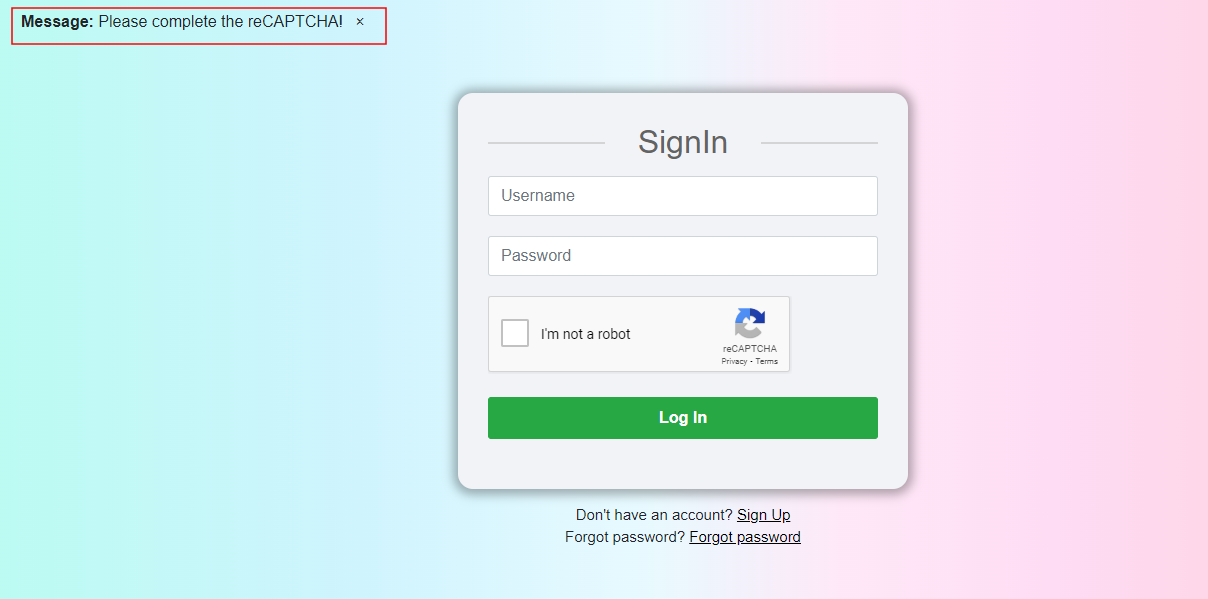 Message: Please complete the reCAPTCHA! ×
SignIn
Username
Password
I'm not a robot
reCAPTCHA
Privacy - Terms
Log In
Don't have an account? Sign Up
Forgot password? Forgot password